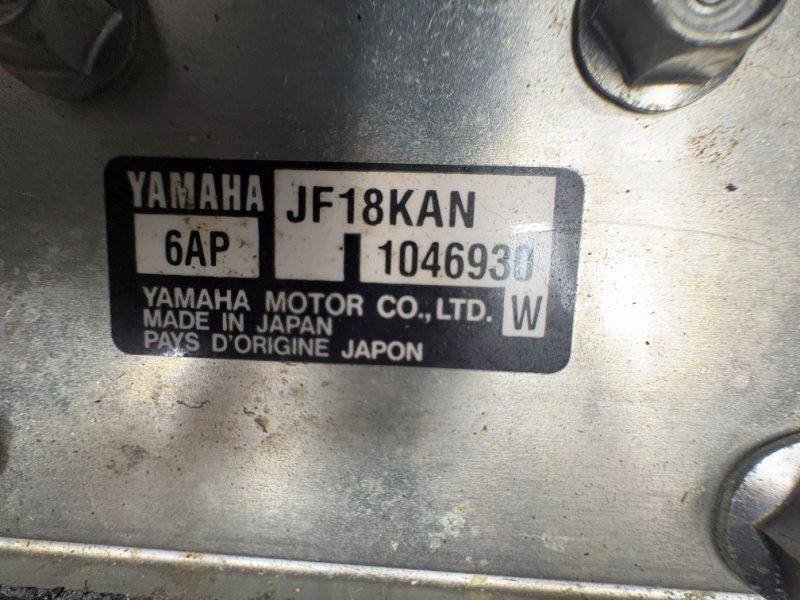 YAMAHA JF18KAN
6AP 1046930
YAMAHA MOTOR CO.,LTD. W
MADE IN JAPAN
PAYS D'ORIGINE JAPON